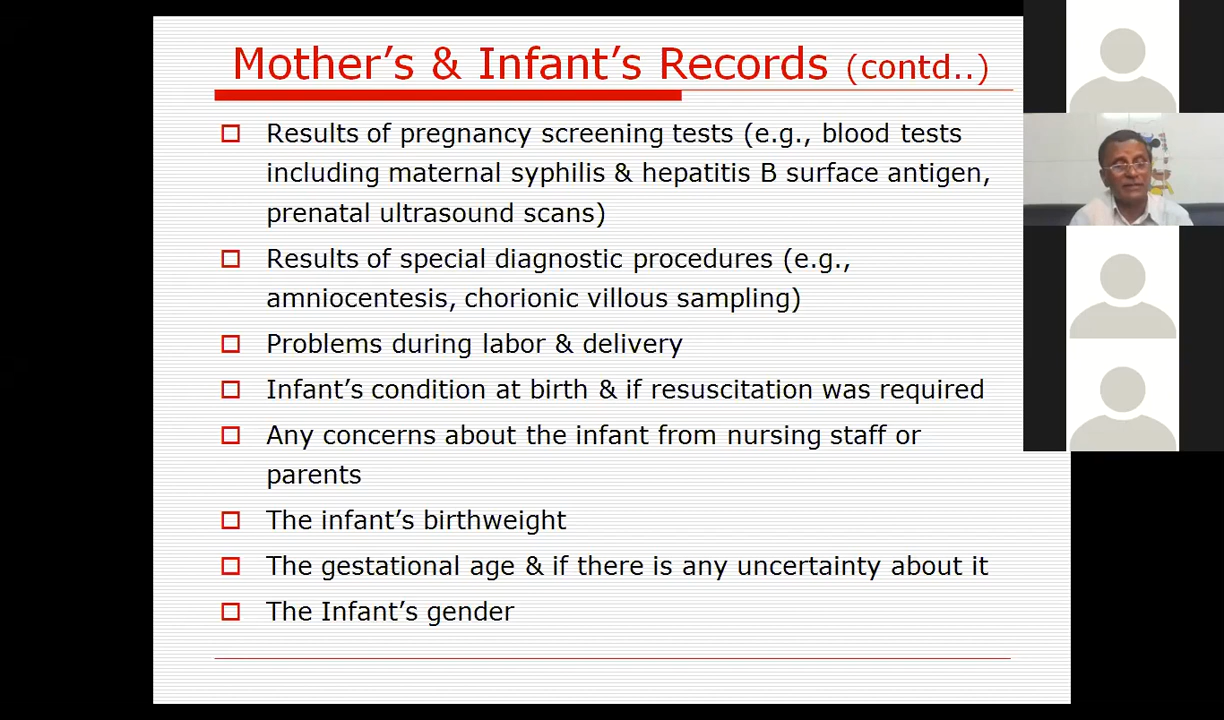 Mother’s & Infant’s Records (contd..)
Results of pregnancy screening tests (e.g., blood tests
including maternal syphilis & hepatitis B surface antigen,
prenatal ultrasound scans)
Results of special diagnostic procedures (e.g.,
amniocentesis, chorionic villous sampling)
Problems during labor & delivery
Infant’s condition at birth & if resuscitation was required
Any concerns about the infant from nursing staff or
parents
The infant’s birthweight
The gestational age & if there is any uncertainty about it
The Infant’s gender